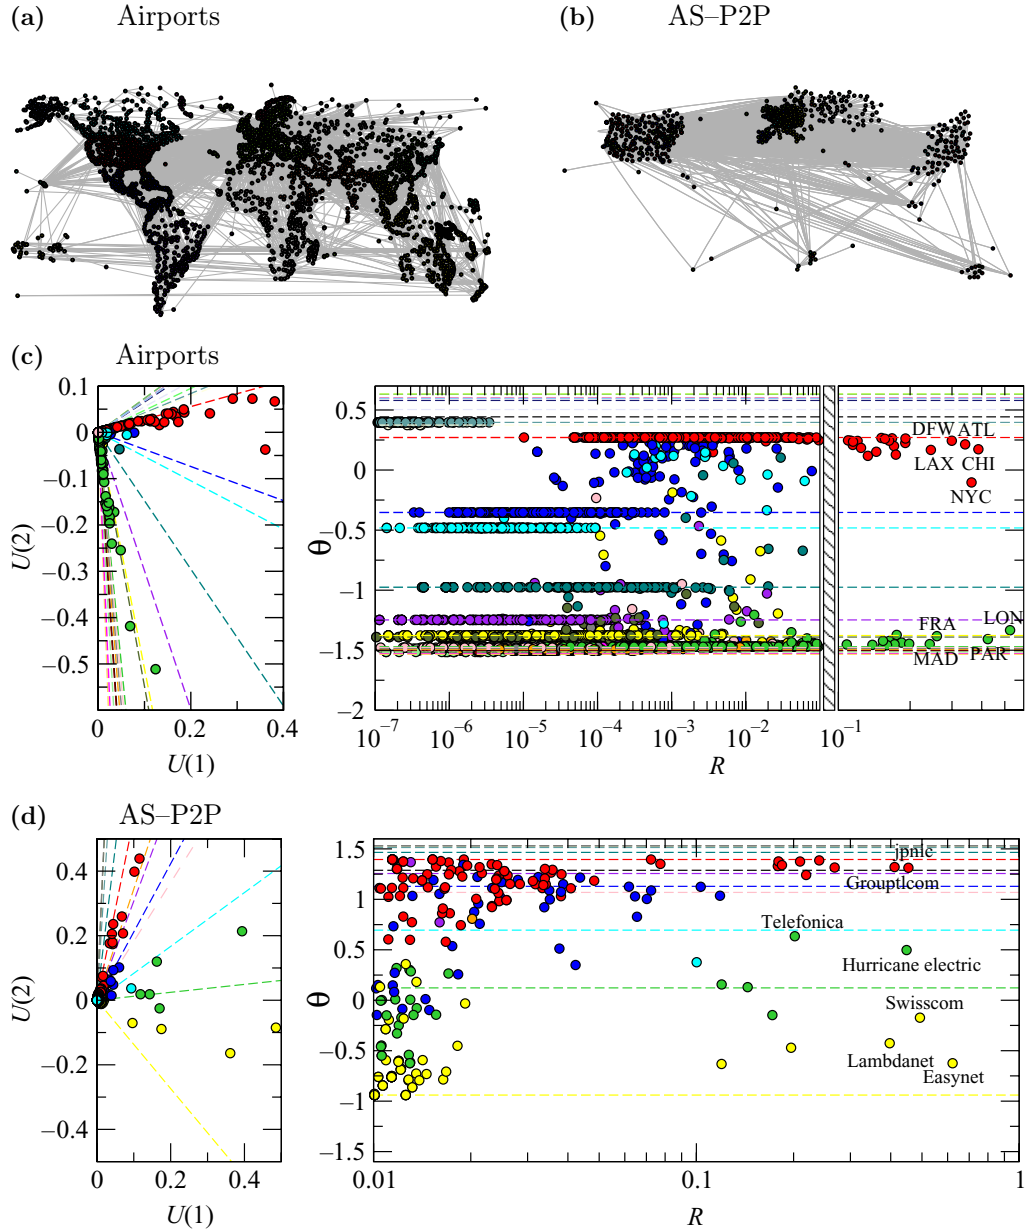 (a) Airports (b) AS–P2P
(c) Airports
0.1
0
−0.1
−0.2
−0.3
−0.4
−0.5
U(2)
0 0.2 0.4
U(1)
0.5
0
−0.5
−1
−1.5
−2
θ
DFW ATL
LAX CHI
NYC
FRA LON
MAD PAR
10⁻⁷ 10⁻⁶ 10⁻⁵ 10⁻⁴ 10⁻³ 10⁻² 10⁻¹
R
(d) AS–P2P
0.4
0.2
0
−0.2
−0.4
U(2)
0 0.2 0.4
U(1)
1.5
1
0.5
0
−0.5
−1
−1.5
θ
jpnic
Grouptlcom
Telefonica
Hurricane electric
Swisscom
Lambdanet
Easynet
0.01 0.1 1
R